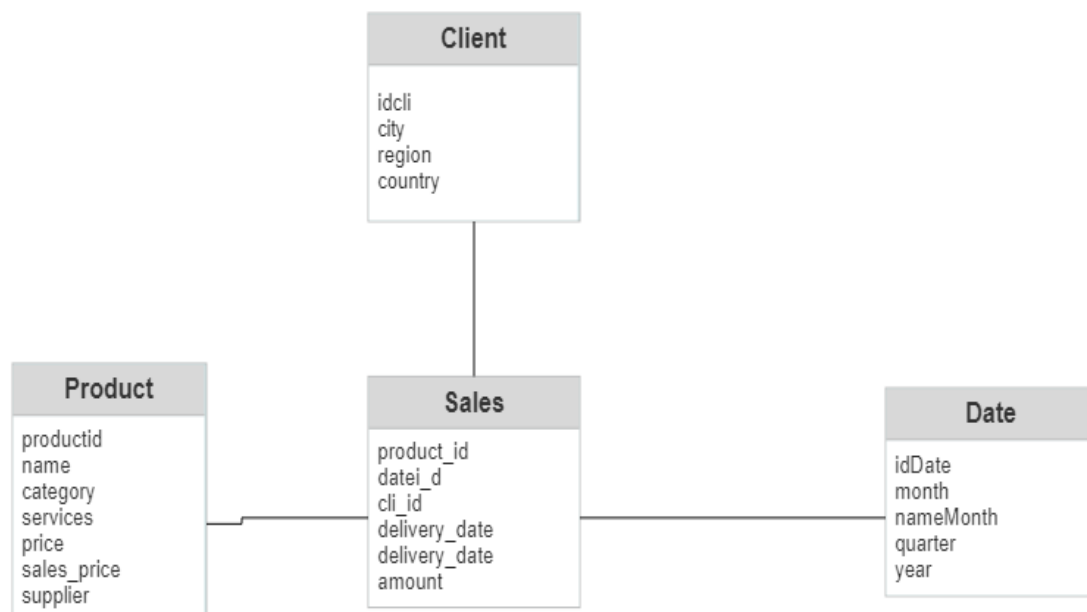 Client
idcli
city
region
country
Product
productid
name
category
services
price
sales_price
supplier
Sales
product_id
datei_d
cli_id
delivery_date
delivery_date
amount
Date
idDate
month
nameMonth
quarter
year